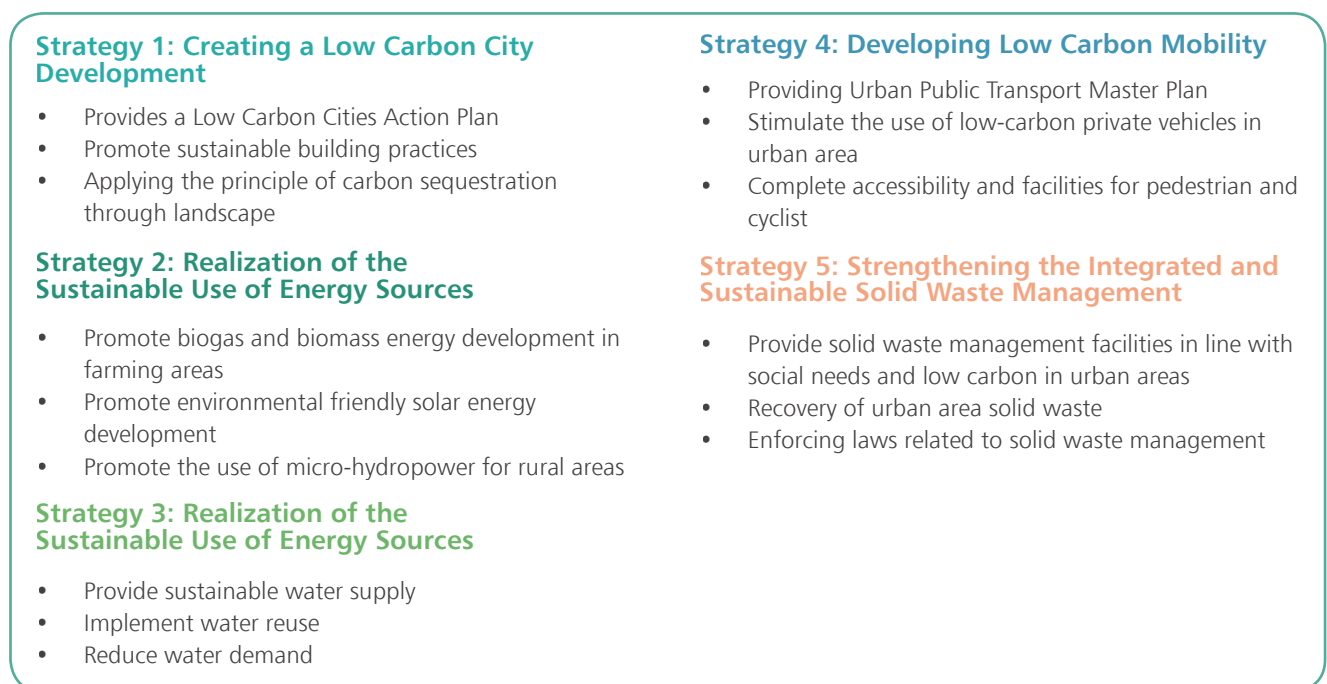 Strategy 1: Creating a Low Carbon City
Development
• Provides a Low Carbon Cities Action Plan
• Promote sustainable building practices
• Applying the principle of carbon sequestration
through landscape
Strategy 2: Realization of the
Sustainable Use of Energy Sources
• Promote biogas and biomass energy development in
farming areas
• Promote environmental friendly solar energy
development
• Promote the use of micro-hydropower for rural areas
Strategy 3: Realization of the
Sustainable Use of Energy Sources
• Provide sustainable water supply
• Implement water reuse
• Reduce water demand
Strategy 4: Developing Low Carbon Mobility
• Providing Urban Public Transport Master Plan
• Stimulate the use of low-carbon private vehicles in
urban area
• Complete accessibility and facilities for pedestrian and
cyclist
Strategy 5: Strengthening the Integrated and
Sustainable Solid Waste Management
• Provide solid waste management facilities in line with
social needs and low carbon in urban areas
• Recovery of urban area solid waste
• Enforcing laws related to solid waste management